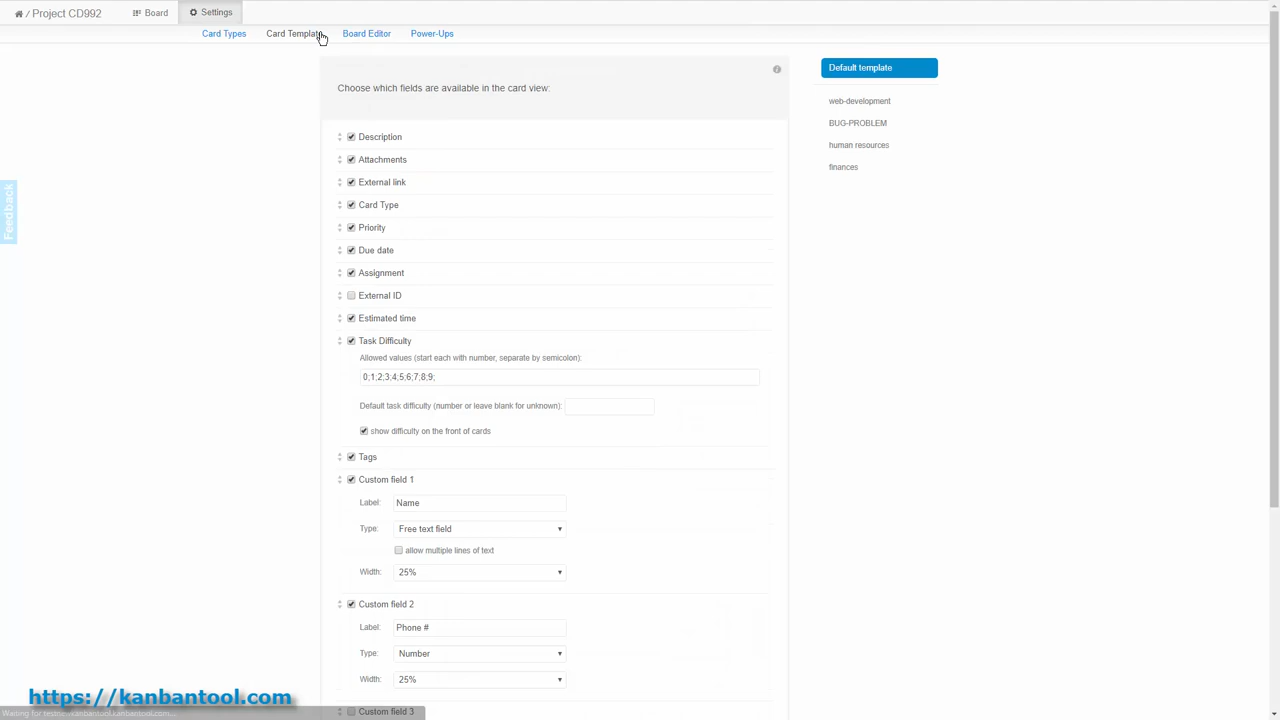 / Project CD992
Board
Settings
Card Types
Card Template
Board Editor
Power-Ups
Choose which fields are available in the card view:
Default template
web-development
BUG-PROBLEM
human resources
finances
Feedback
Description
Attachments
External link
Card Type
Priority
Due date
Assignment
External ID
Estimated time
Task Difficulty
Allowed values (start each with number, separate by semicolon):
0;1;2;3;4;5;6;7;8;9;
Default task difficulty (number or leave blank for unknown):
show difficulty on the front of cards
Tags
Custom field 1
Label: Name
Type: Free text field
allow multiple lines of text
Width: 25%
Custom field 2
Label: Phone #
Type: Number
Width: 25%
Custom field 3
https://kanbantool.com